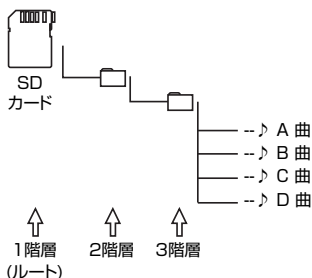 SD
カード
--♪ A 曲
--♪ B 曲
--♪ C 曲
--♪ D 曲
1階層
(ルート)
2階層
3階層